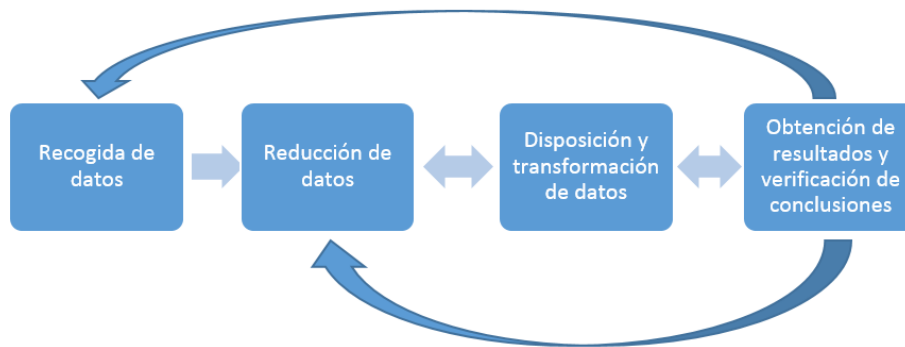 Recogida de
datos
Reducción de
datos
Disposición y
transformación
de datos
Obtención de
resultados y
verificación de
conclusiones